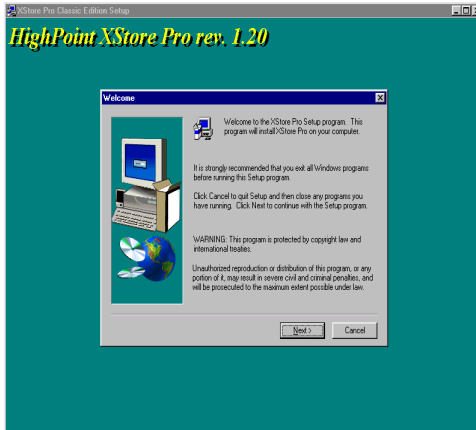 XStore Pro Classic Edition Setup
HighPoint XStore Pro rev. 1.20
Welcome
Welcome to the XStore Pro Setup program. This
program will install XStore Pro on your computer.
It is strongly recommended that you exit all Windows programs
before running this Setup program.
Click Cancel to quit Setup and then close any programs you
have running. Click Next to continue with the Setup program.
WARNING: This program is protected by copyright law and
international treaties.
Unauthorized reproduction or distribution of this program, or any
portion of it, may result in severe civil and criminal penalties, and
will be prosecuted to the maximum extent possible under law.
Next >
Cancel